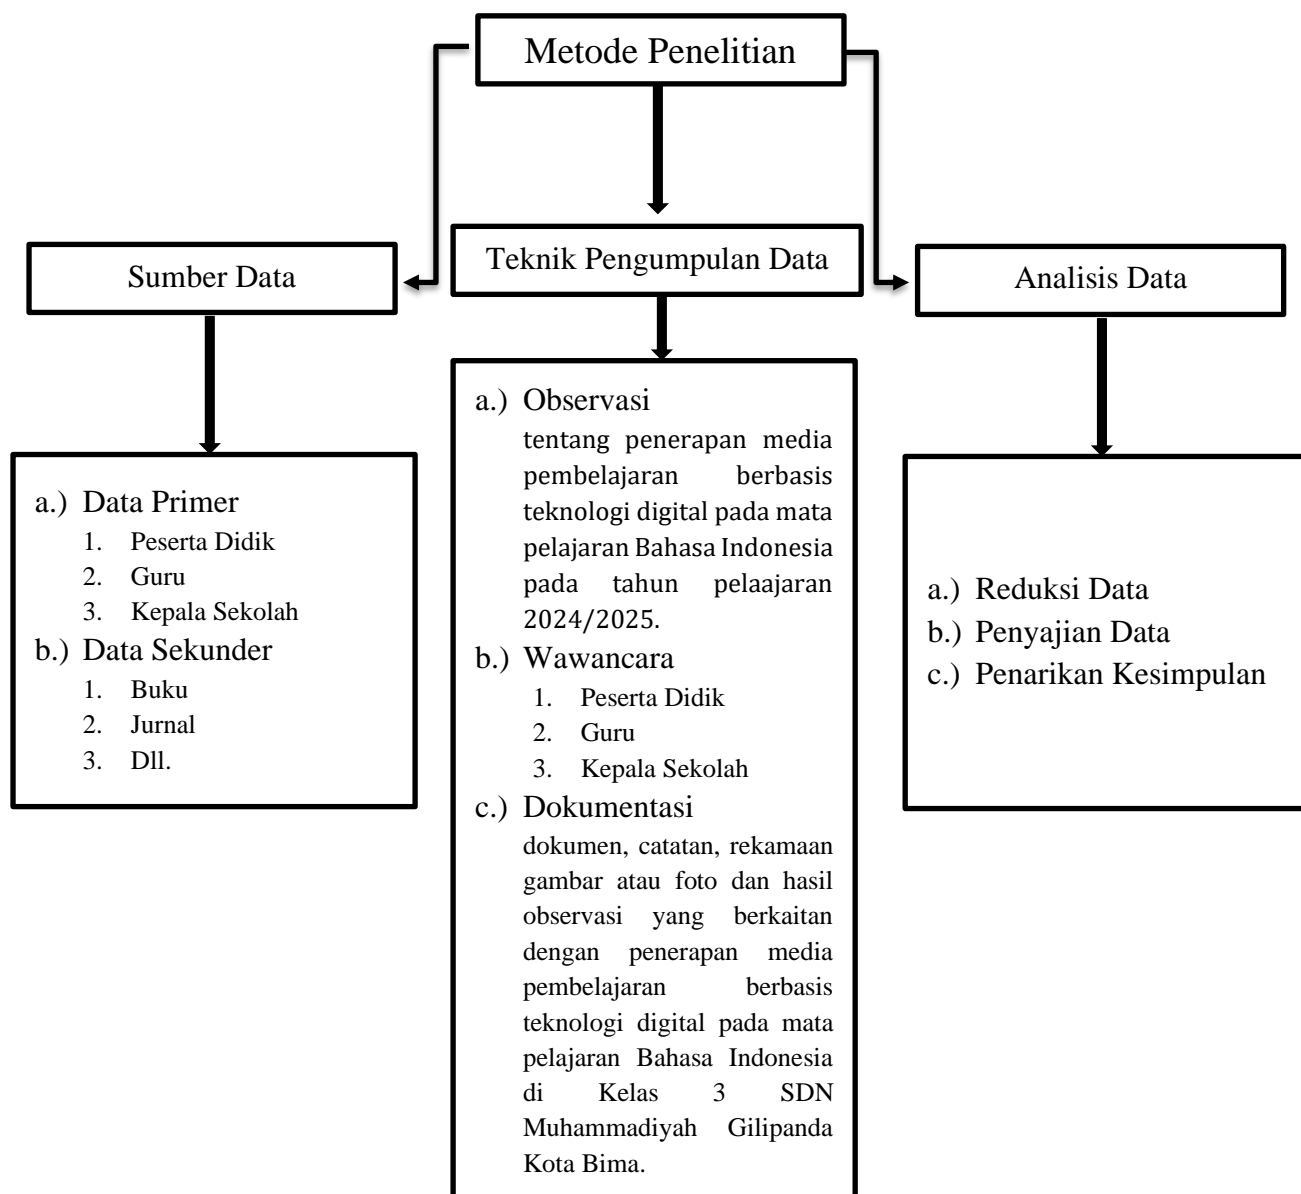 Metode Penelitian
Sumber Data
Teknik Pengumpulan Data
Analisis Data
a.) Data Primer
1. Peserta Didik
2. Guru
3. Kepala Sekolah
b.) Data Sekunder
1. Buku
2. Jurnal
3. Dll.
a.) Observasi
tentang penerapan media
pembelajaran berbasis
teknologi digital pada mata
pelajaran Bahasa Indonesia
pada tahun pelaajaran
2024/2025.
b.) Wawancara
1. Peserta Didik
2. Guru
3. Kepala Sekolah
c.) Dokumentasi
dokumen, catatan, rekamaan
gambar atau foto dan hasil
observasi yang berkaitan
dengan penerapan media
pembelajaran berbasis
teknologi digital pada mata
pelajaran Bahasa Indonesia
di Kelas 3 SDN
Muhammadiyah Gilipanda
Kota Bima.
a.) Reduksi Data
b.) Penyajian Data
c.) Penarikan Kesimpulan